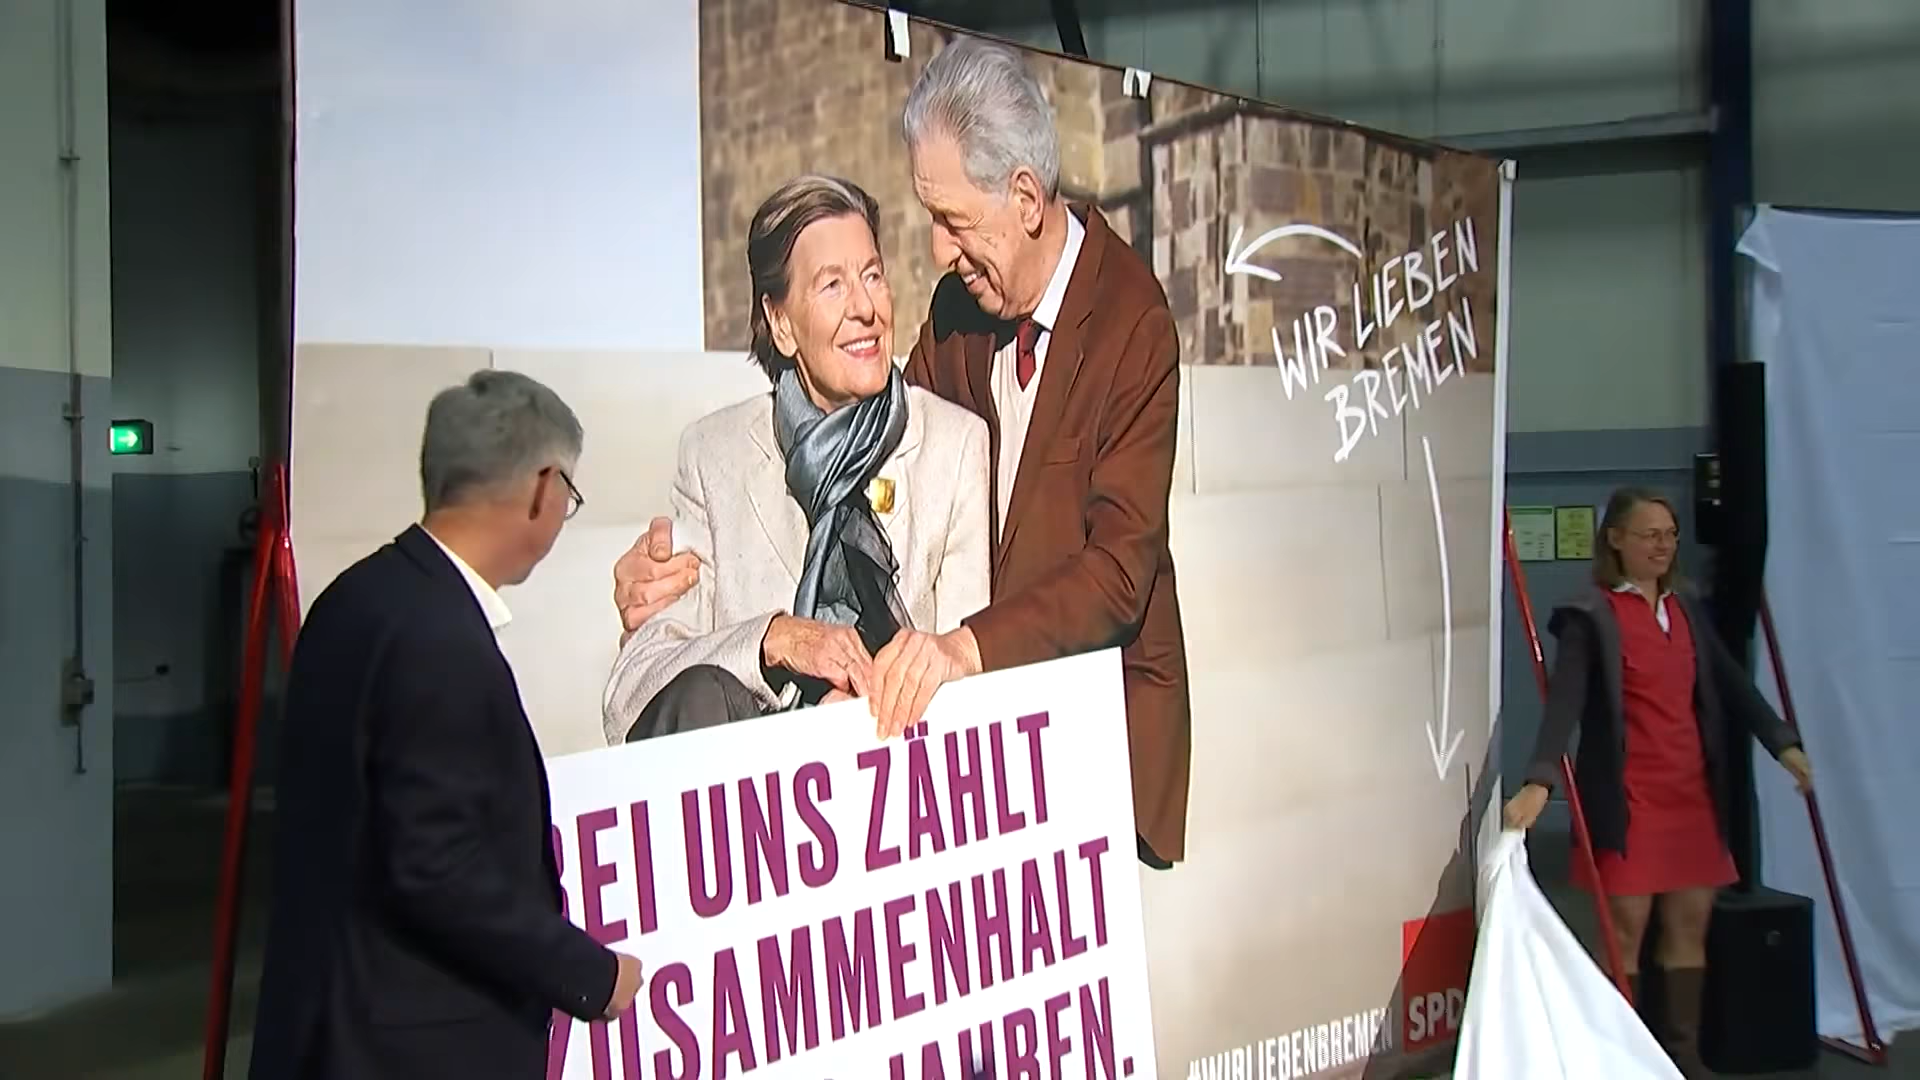 WIR LIEBEN
BREMEN
BEI UNS ZÄHLT
ZUSAMMENHALT
JAHREN.
SPD
#WIRLIEBENBREMEN